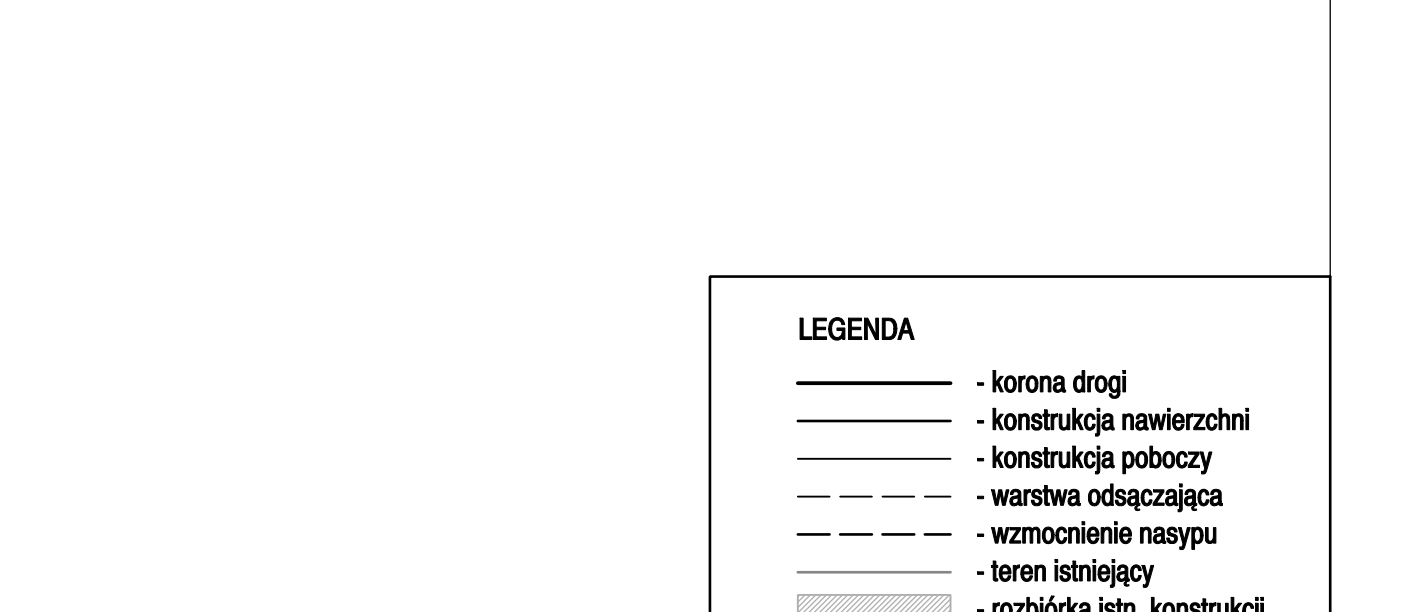 LEGENDA
- korona drogi
- konstrukcja nawierzchni
- konstrukcja poboczy
- warstwa odsączająca
- wzmocnienie nasypu
- teren istniejący
- rozbiórka istn. konstrukcji